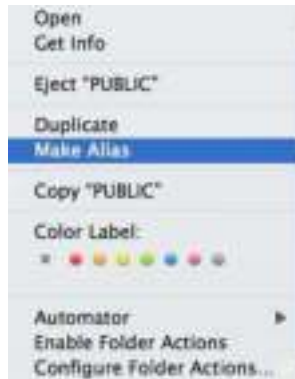 Open
Get Info
Eject "PUBLIC"
Duplicate
Make Alias
Copy "PUBLIC"
Color Label:
Automator
Enable Folder Actions
Configure Folder Actions...